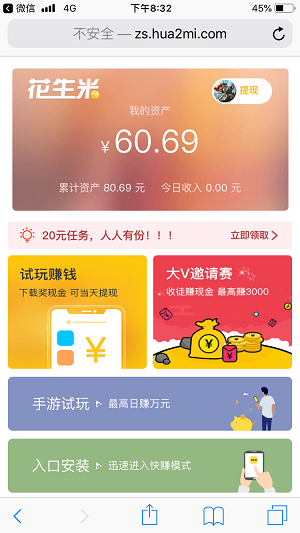 微信 4G 下午8:32 45%
不安全 — zs.hua2mi.com
花生米
提现
我的资产
¥ 60.69
累计资产 80.69 元 今日收入 0.00 元
20元任务，人人有份！！！ 立即领取
试玩赚钱
下载奖现金 可当天提现
¥
大V邀请赛
收徒赚现金 最高赚3000
¥
手游试玩 最高日赚万元
入口安装 迅速进入快赚模式